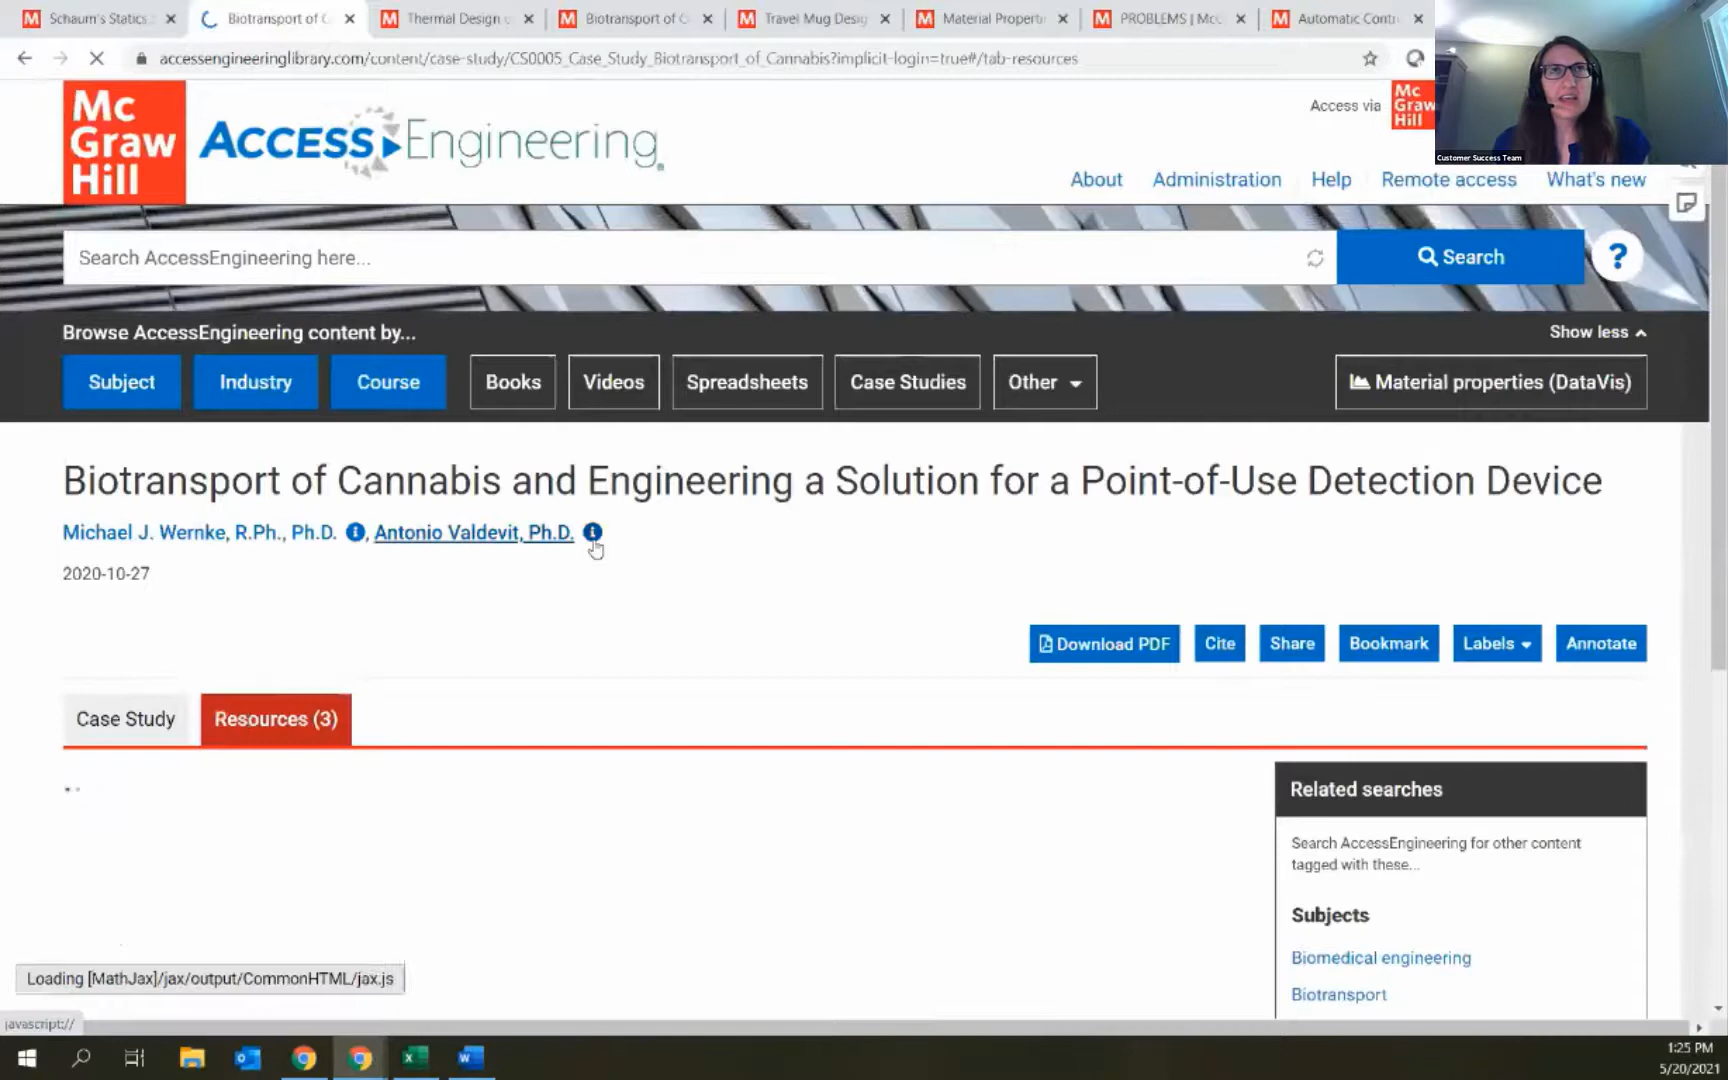 Schaum's Statics
Biotransport of C
Thermal Design
Biotransport of C
Travel Mug Desig
Material Properti
PROBLEMS | Mc
Automatic Contr
accessengineeringlibrary.com/content/case-study/CS0005_Case_Study_Biotransport_of_Cannabis?implicit-login=true#/tab-resources
Mc
Graw
Hill
ACCESS Engineering
Access via
Mc
Graw
Hill
Customer Success Team
About
Administration
Help
Remote access
What's new
Search AccessEngineering here...
Search
?
Browse AccessEngineering content by...
Show less
Subject
Industry
Course
Books
Videos
Spreadsheets
Case Studies
Other
Material properties (DataVis)
Biotransport of Cannabis and Engineering a Solution for a Point-of-Use Detection Device
Michael J. Wernke, R.Ph., Ph.D. i, Antonio Valdevit, Ph.D. i
2020-10-27
Download PDF
Cite
Share
Bookmark
Labels
Annotate
Case Study
Resources (3)
Related searches
Search AccessEngineering for other content
tagged with these...
Subjects
Biomedical engineering
Biotransport
Loading [MathJax]/jax/output/CommonHTML/jax.js
javascript://
1:25 PM
5/20/2021